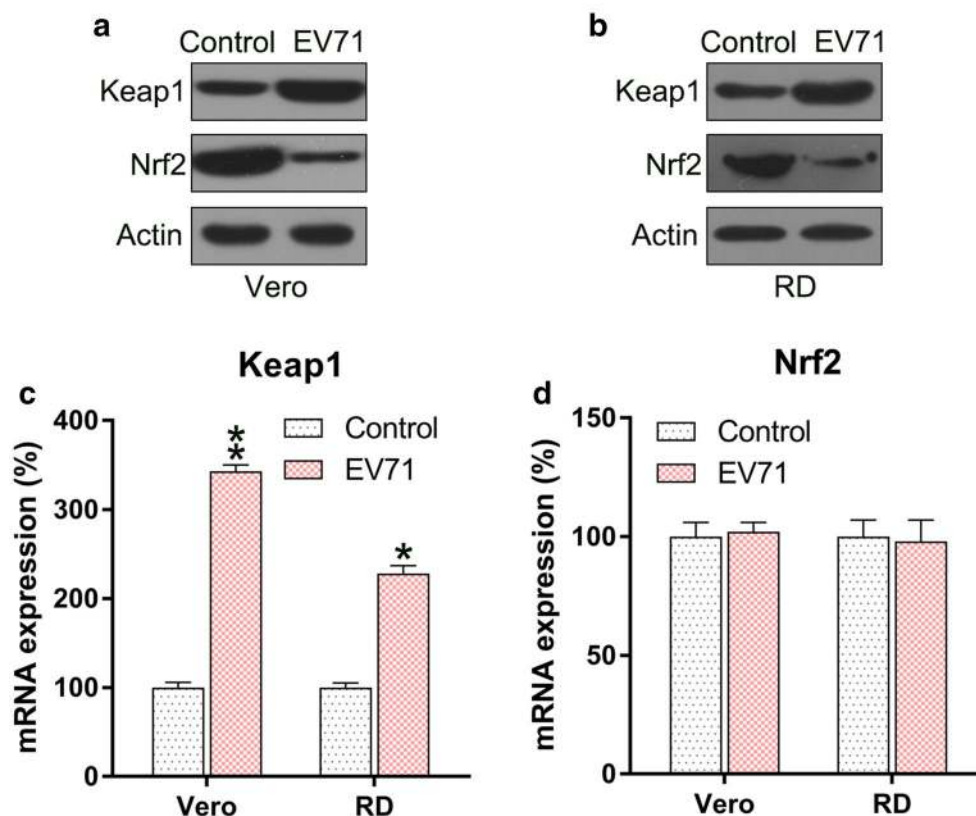 a
Control EV71
Keap1
Nrf2
Actin
Vero
b
Control EV71
Keap1
Nrf2
Actin
RD
c
Keap1
mRNA expression (%)
400
300
200
100
0
Control
EV71
**
*
Vero RD
d
Nrf2
mRNA expression (%)
150
100
50
0
Control
EV71
Vero RD